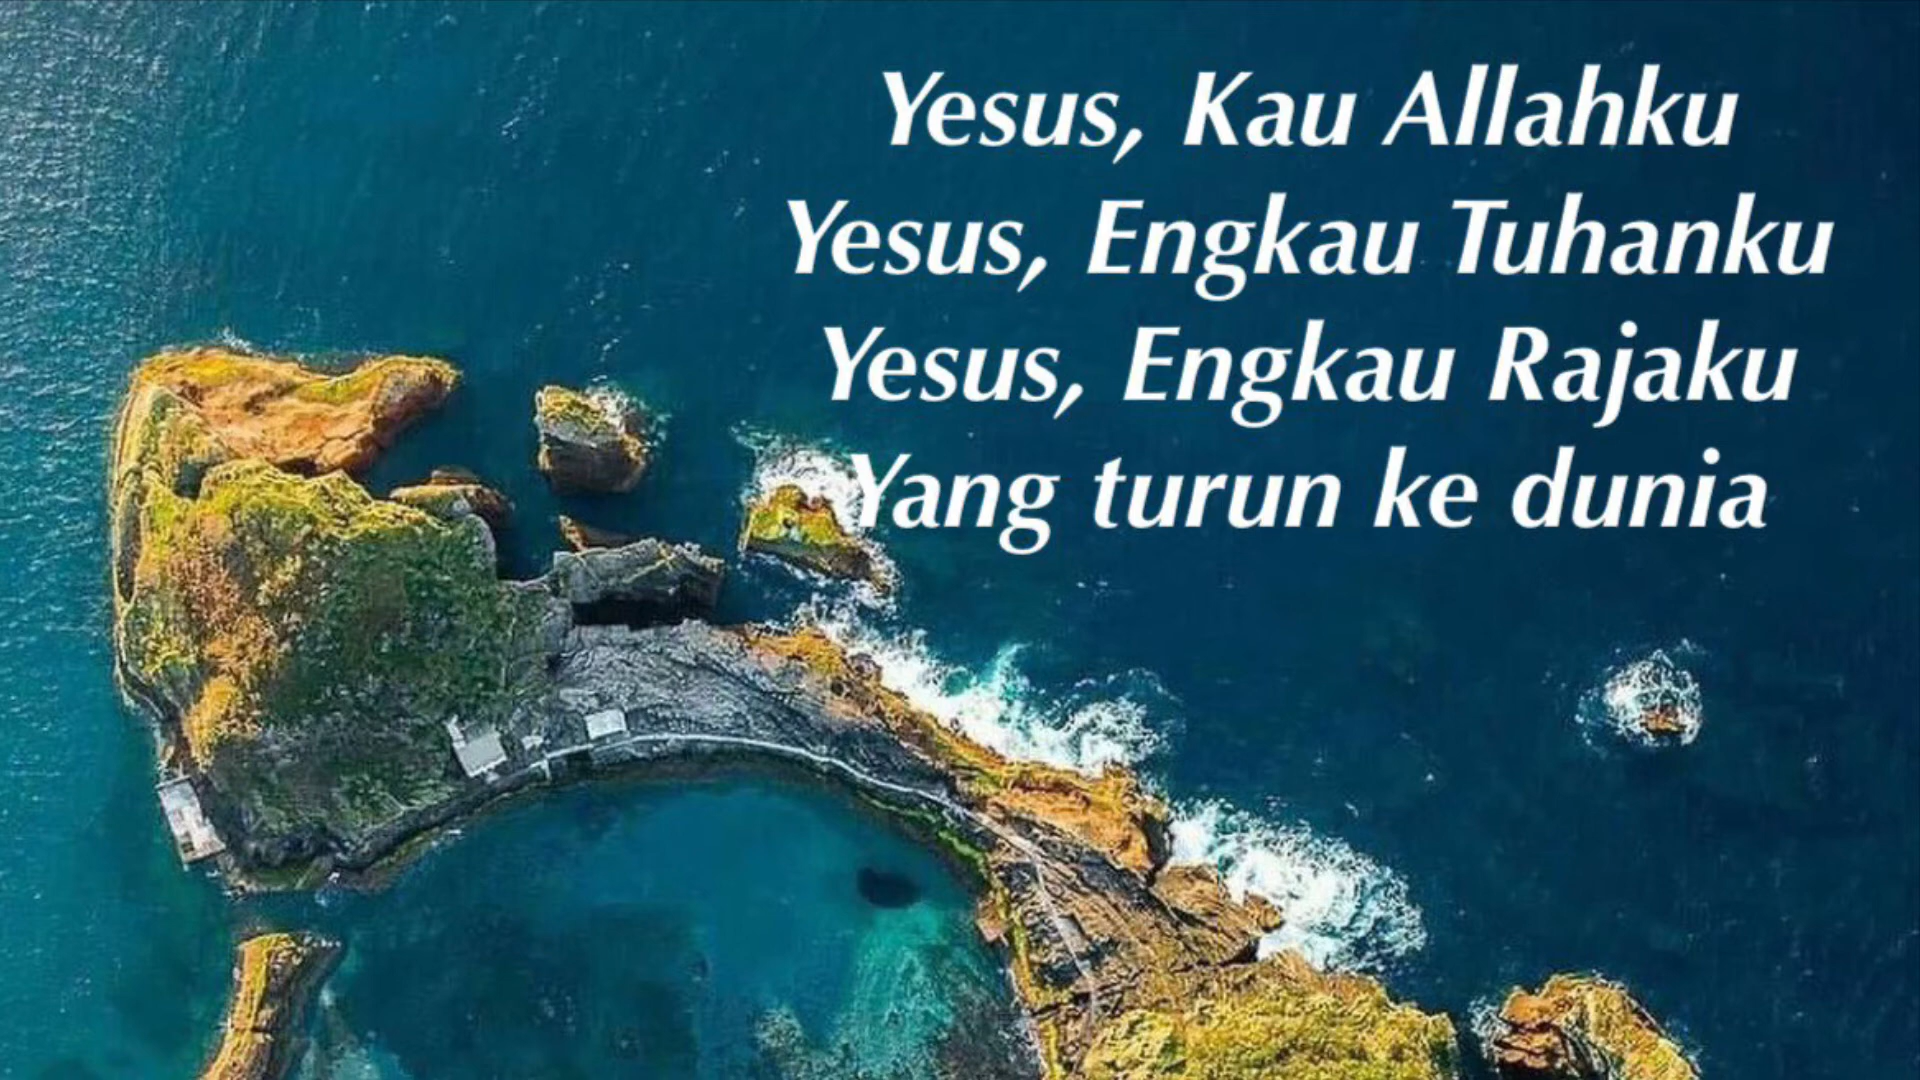 Yesus, Kau Allahku
Yesus, Engkau Tuhanku
Yesus, Engkau Rajaku
Yang turun ke dunia